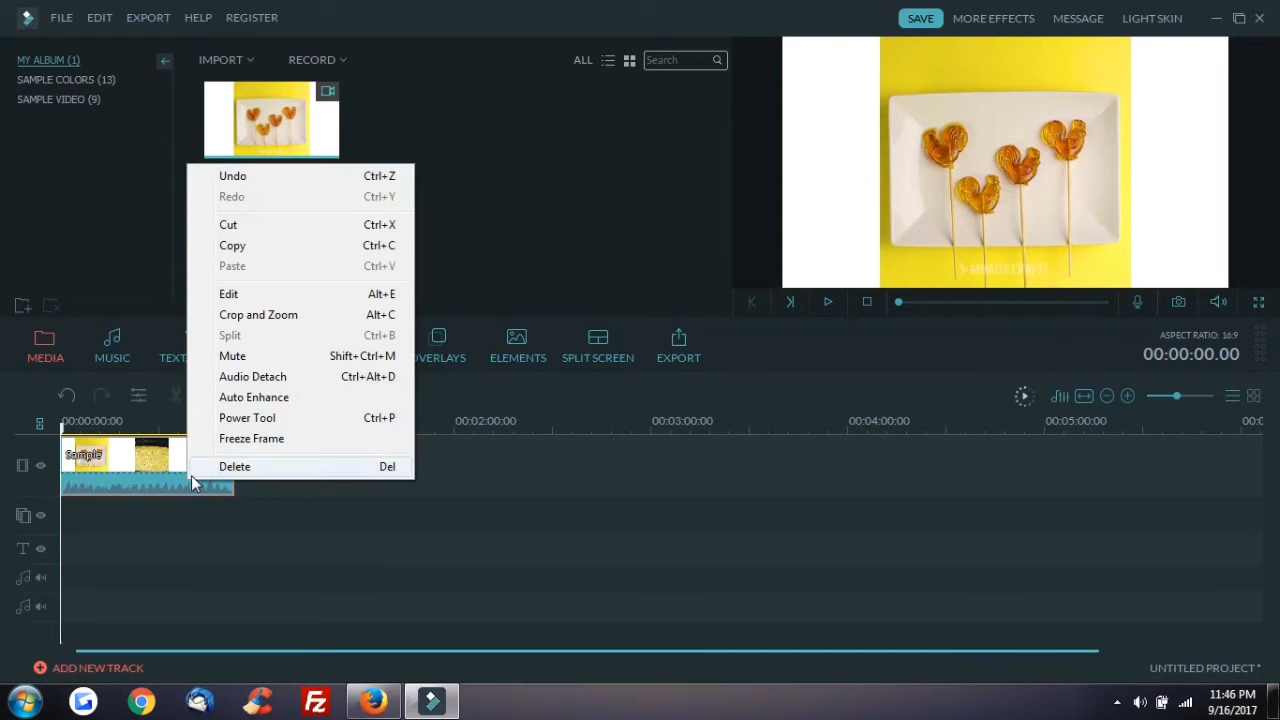 FILE EDIT EXPORT HELP REGISTER SAVE MORE EFFECTS MESSAGE LIGHT SKIN
MY ALBUM (1)
SAMPLE COLORS (13)
SAMPLE VIDEO (9)
IMPORT RECORD ALL Search
5-MINUTE CRAFTS
Undo Ctrl+Z
Redo Ctrl+Y
Cut Ctrl+X
Copy Ctrl+C
Paste Ctrl+V
Edit Alt+E
Crop and Zoom Alt+C
Split Ctrl+B
Mute Shift+Ctrl+M
Audio Detach Ctrl+Alt+D
Auto Enhance
Power Tool Ctrl+P
Freeze Frame
Delete Del
ASPECT RATIO: 16:9
00:00:00.00
MEDIA MUSIC OVERLAYS ELEMENTS SPLIT SCREEN EXPORT
00:00:00:00 00:02:00:00 00:03:00:00 00:04:00:00 00:05:00:00
Sample
T
ADD NEW TRACK UNTITLED PROJECT *
Fz
11:46 PM
9/16/2017